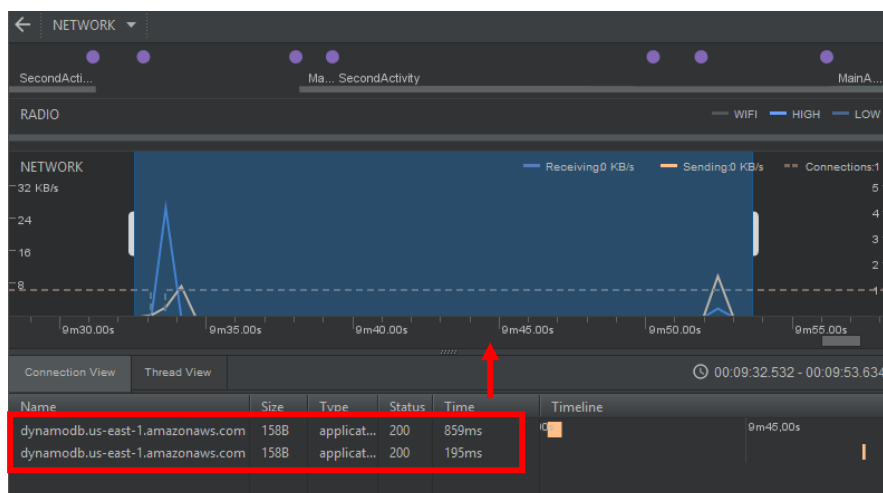 NETWORK
SecondActi...
Ma... SecondActivity
MainA...
RADIO
WIFI HIGH LOW
NETWORK
Receiving:0 KB/s Sending:0 KB/s Connections:1
32 KB/s
5
24
4
3
16
2
8
1
9m30.00s 9m35.00s 9m40.00s 9m45.00s 9m50.00s 9m55.00s
Connection View Thread View 00:09:32.532 - 00:09:53.634
Name Size Type Status Time Timeline
dynamodb.us-east-1.amazonaws.com 158B applicat... 200 859ms 9m45,00s
dynamodb.us-east-1.amazonaws.com 158B applicat... 200 195ms